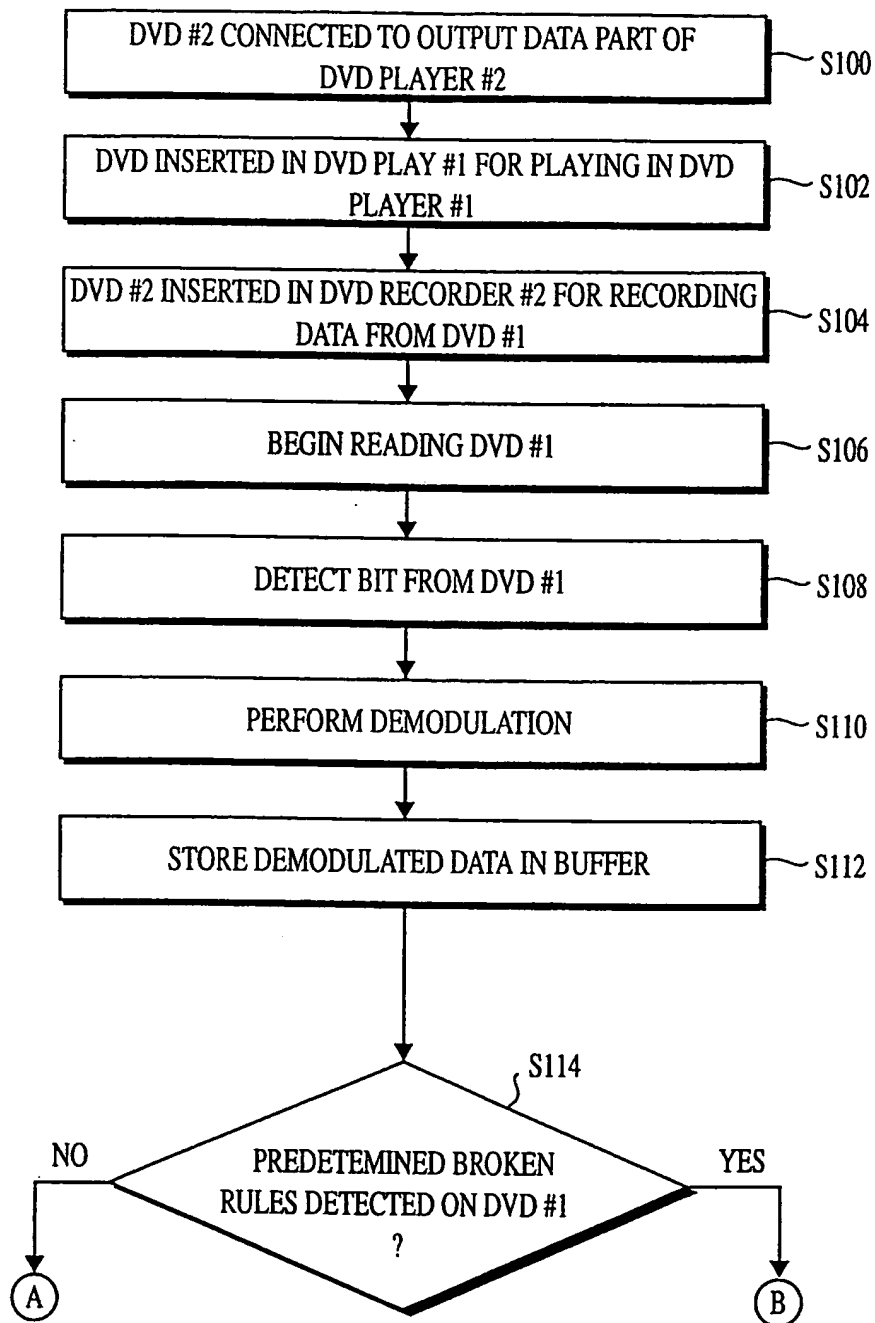 DVD #2 CONNECTED TO OUTPUT DATA PART OF
DVD PLAYER #2
S100
DVD INSERTED IN DVD PLAY #1 FOR PLAYING IN DVD
PLAYER #1
S102
DVD #2 INSERTED IN DVD RECORDER #2 FOR RECORDING
DATA FROM DVD #1
S104
BEGIN READING DVD #1
S106
DETECT BIT FROM DVD #1
S108
PERFORM DEMODULATION
S110
STORE DEMODULATED DATA IN BUFFER
S112
S114
NO
PREDETEMINED BROKEN
RULES DETECTED ON DVD #1
?
YES
A
B